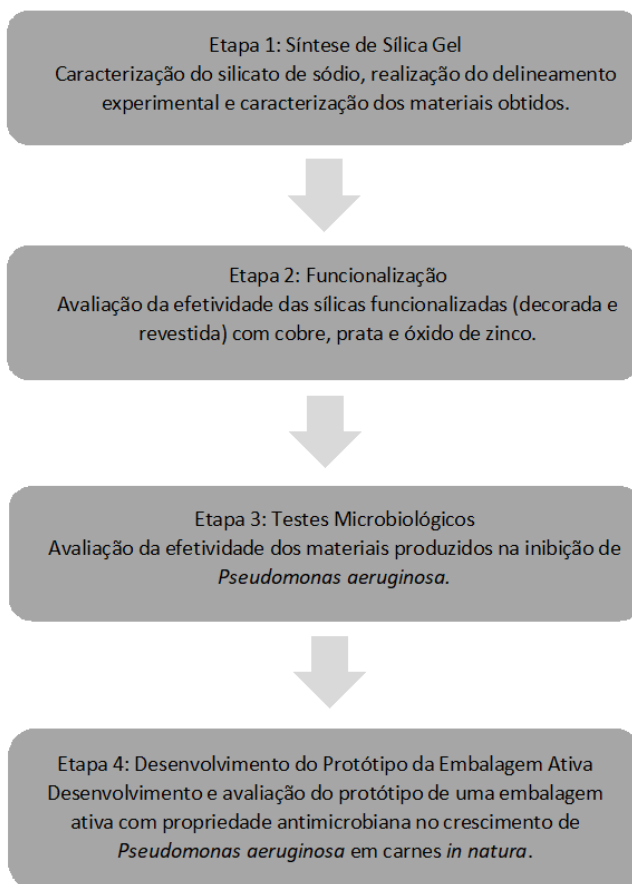 Etapa 1: Síntese de Sílica Gel
Caracterização do silicato de sódio, realização do delineamento
experimental e caracterização dos materiais obtidos.
Etapa 2: Funcionalização
Avaliação da efetividade das sílicas funcionalizadas (decorada e
revestida) com cobre, prata e óxido de zinco.
Etapa 3: Testes Microbiológicos
Avaliação da efetividade dos materiais produzidos na inibição de
Pseudomonas aeruginosa.
Etapa 4: Desenvolvimento do Protótipo da Embalagem Ativa
Desenvolvimento e avaliação do protótipo de uma embalagem
ativa com propriedade antimicrobiana no crescimento de
Pseudomonas aeruginosa em carnes in natura.